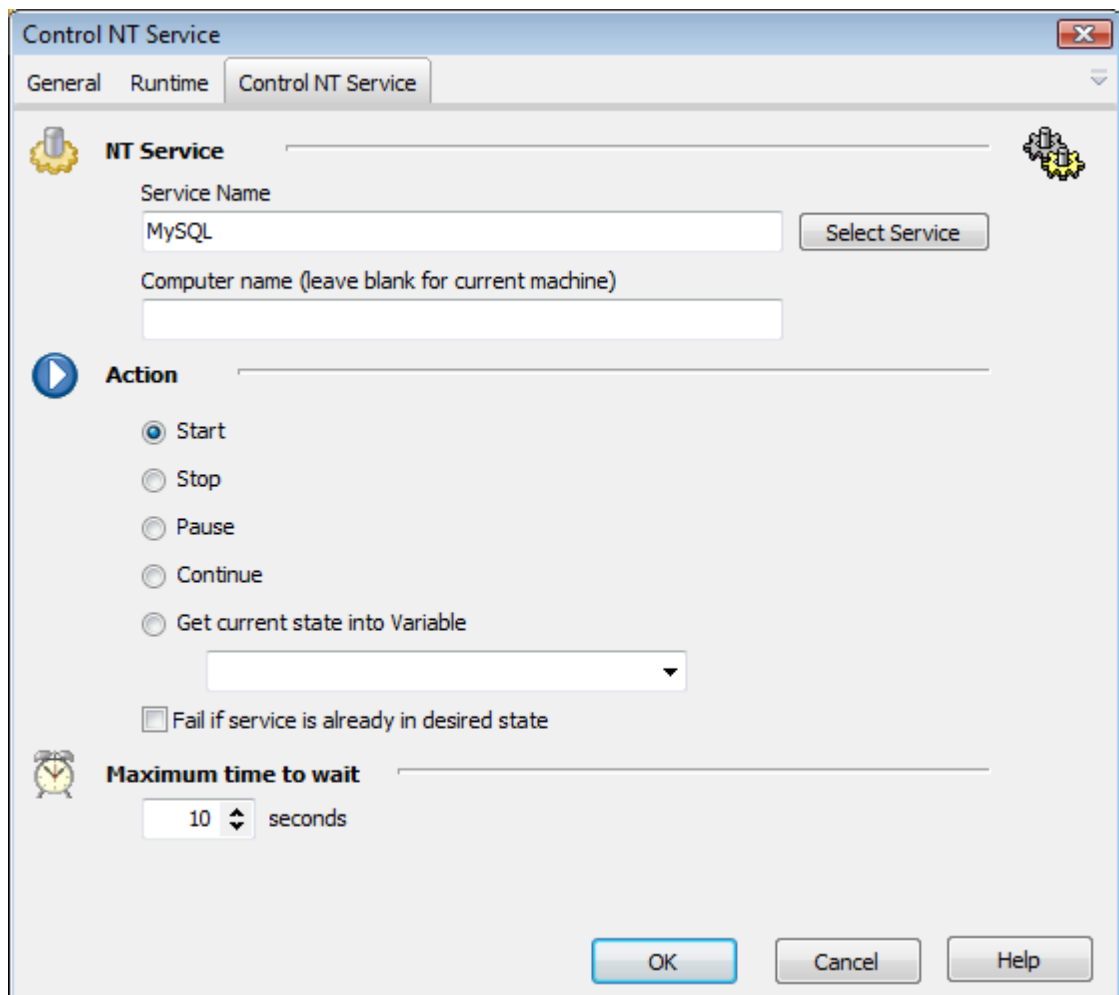 Control NT Service
General Runtime Control NT Service
NT Service
Service Name
MySQL Select Service
Computer name (leave blank for current machine)
Action
Start
Stop
Pause
Continue
Get current state into Variable
Fail if service is already in desired state
Maximum time to wait
10 seconds
OK Cancel Help